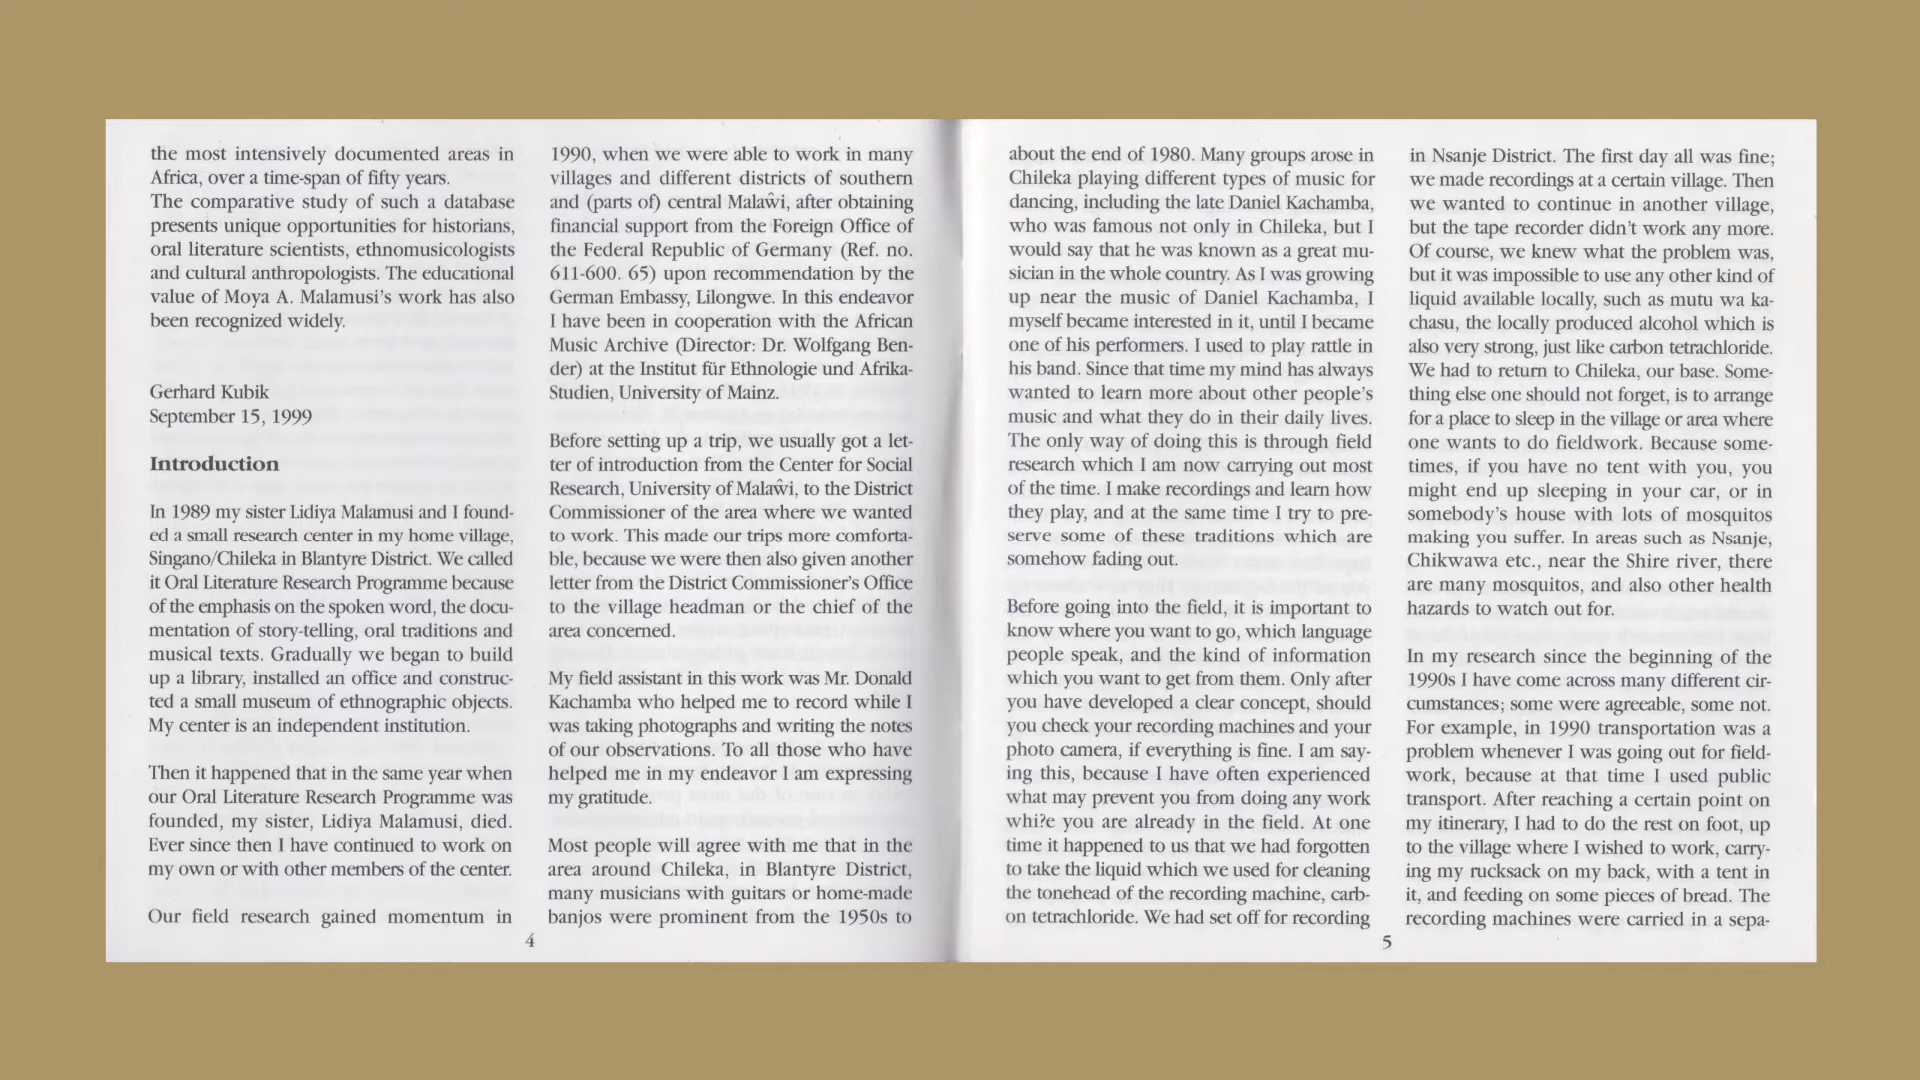 the most intensively documented areas in
Africa, over a time-span of fifty years.
The comparative study of such a database
presents unique opportunities for historians,
oral literature scientists, ethnomusicologists
and cultural anthropologists. The educational
value of Moya A. Malamusi's work has also
been recognized widely.
Gerhard Kubik
September 15, 1999
Introduction
In 1989 my sister Lidiya Malamusi and I found-
ed a small research center in my home village,
Singano/Chileka in Blantyre District. We called
it Oral Literature Research Programme because
of the emphasis on the spoken word, the docu-
mentation of story-telling, oral traditions and
musical texts. Gradually we began to build
up a library, installed an office and construc-
ted a small museum of ethnographic objects.
My center is an independent institution.
Then it happened that in the same year when
our Oral Literature Research Programme was
founded, my sister, Lidiya Malamusi, died.
Ever since then I have continued to work on
my own or with other members of the center.
Our field research gained momentum in
4
1990, when we were able to work in many
villages and different districts of southern
and (parts of) central Malaŵi, after obtaining
financial support from the Foreign Office of
the Federal Republic of Germany (Ref. no.
611-600. 65) upon recommendation by the
German Embassy, Lilongwe. In this endeavor
I have been in cooperation with the African
Music Archive (Director: Dr. Wolfgang Ben-
der) at the Institut für Ethnologie und Afrika-
Studien, University of Mainz.
Before setting up a trip, we usually got a let-
ter of introduction from the Center for Social
Research, University of Malaŵi, to the District
Commissioner of the area where we wanted
to work. This made our trips more comforta-
ble, because we were then also given another
letter from the District Commissioner's Office
to the village headman or the chief of the
area concerned.
My field assistant in this work was Mr. Donald
Kachamba who helped me to record while I
was taking photographs and writing the notes
of our observations. To all those who have
helped me in my endeavor I am expressing
my gratitude.
Most people will agree with me that in the
area around Chileka, in Blantyre District,
many musicians with guitars or home-made
banjos were prominent from the 1950s to
about the end of 1980. Many groups arose in
Chileka playing different types of music for
dancing, including the late Daniel Kachamba,
who was famous not only in Chileka, but I
would say that he was known as a great mu-
sician in the whole country. As I was growing
up near the music of Daniel Kachamba, I
myself became interested in it, until I became
one of his performers. I used to play rattle in
his band. Since that time my mind has always
wanted to learn more about other people's
music and what they do in their daily lives.
The only way of doing this is through field
research which I am now carrying out most
of the time. I make recordings and learn how
they play, and at the same time I try to pre-
serve some of these traditions which are
somehow fading out.
Before going into the field, it is important to
know where you want to go, which language
people speak, and the kind of information
which you want to get from them. Only after
you have developed a clear concept, should
you check your recording machines and your
photo camera, if everything is fine. I am say-
ing this, because I have often experienced
what may prevent you from doing any work
whi?e you are already in the field. At one
time it happened to us that we had forgotten
to take the liquid which we used for cleaning
the tonehead of the recording machine, carb-
on tetrachloride. We had set off for recording
5
in Nsanje District. The first day all was fine;
we made recordings at a certain village. Then
we wanted to continue in another village,
but the tape recorder didn't work any more.
Of course, we knew what the problem was,
but it was impossible to use any other kind of
liquid available locally, such as mutu wa ka-
chasu, the locally produced alcohol which is
also very strong, just like carbon tetrachloride.
We had to return to Chileka, our base. Some-
thing else one should not forget, is to arrange
for a place to sleep in the village or area where
one wants to do fieldwork. Because some-
times, if you have no tent with you, you
might end up sleeping in your car, or in
somebody's house with lots of mosquitos
making you suffer. In areas such as Nsanje,
Chikwawa etc., near the Shire river, there
are many mosquitos, and also other health
hazards to watch out for.
In my research since the beginning of the
1990s I have come across many different cir-
cumstances; some were agreeable, some not.
For example, in 1990 transportation was a
problem whenever I was going out for field-
work, because at that time I used public
transport. After reaching a certain point on
my itinerary, I had to do the rest on foot, up
to the village where I wished to work, carry-
ing my rucksack on my back, with a tent in
it, and feeding on some pieces of bread. The
recording machines were carried in a sepa-